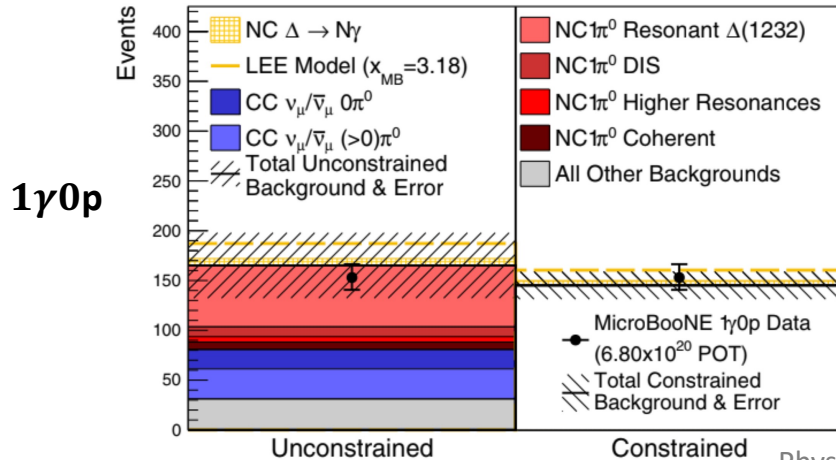 1γ0p
Events
400
350
300
250
200
150
100
50
0
NC Δ → Nγ
LEE Model (x_MB=3.18)
CC ν_μ/ν̅_μ 0π⁰
CC ν_μ/ν̅_μ (>0)π⁰
Total Unconstrained
Background & Error
NC1π⁰ Resonant Δ(1232)
NC1π⁰ DIS
NC1π⁰ Higher Resonances
NC1π⁰ Coherent
All Other Backgrounds
MicroBooNE 1γ0p Data
(6.80x10²⁰ POT)
Total Constrained
Background & Error
Unconstrained
Constrained